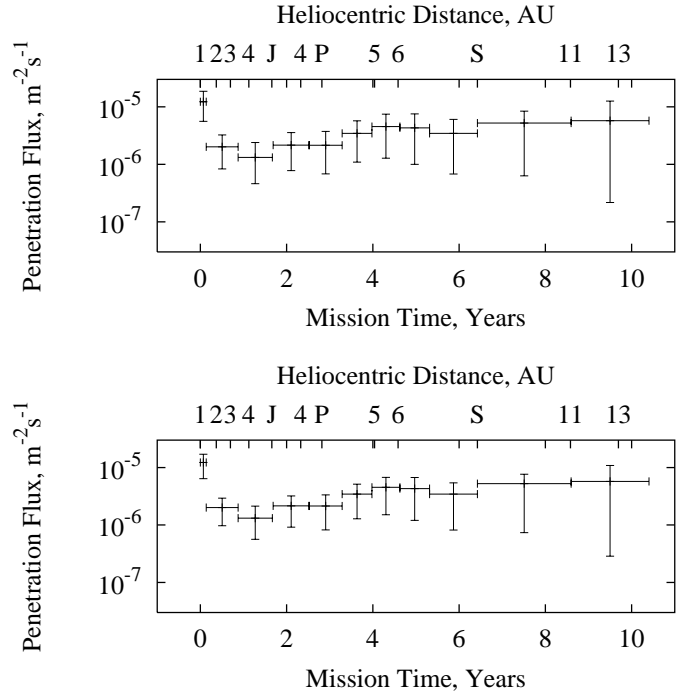 Heliocentric Distance, AU
1 2 3 4 J 4 P 5 6 S 11 13
Penetration Flux, m⁻²s⁻¹
10⁻⁵
10⁻⁶
10⁻⁷
0 2 4 6 8 10
Mission Time, Years
Heliocentric Distance, AU
1 2 3 4 J 4 P 5 6 S 11 13
Penetration Flux, m⁻²s⁻¹
10⁻⁵
10⁻⁶
10⁻⁷
0 2 4 6 8 10
Mission Time, Years